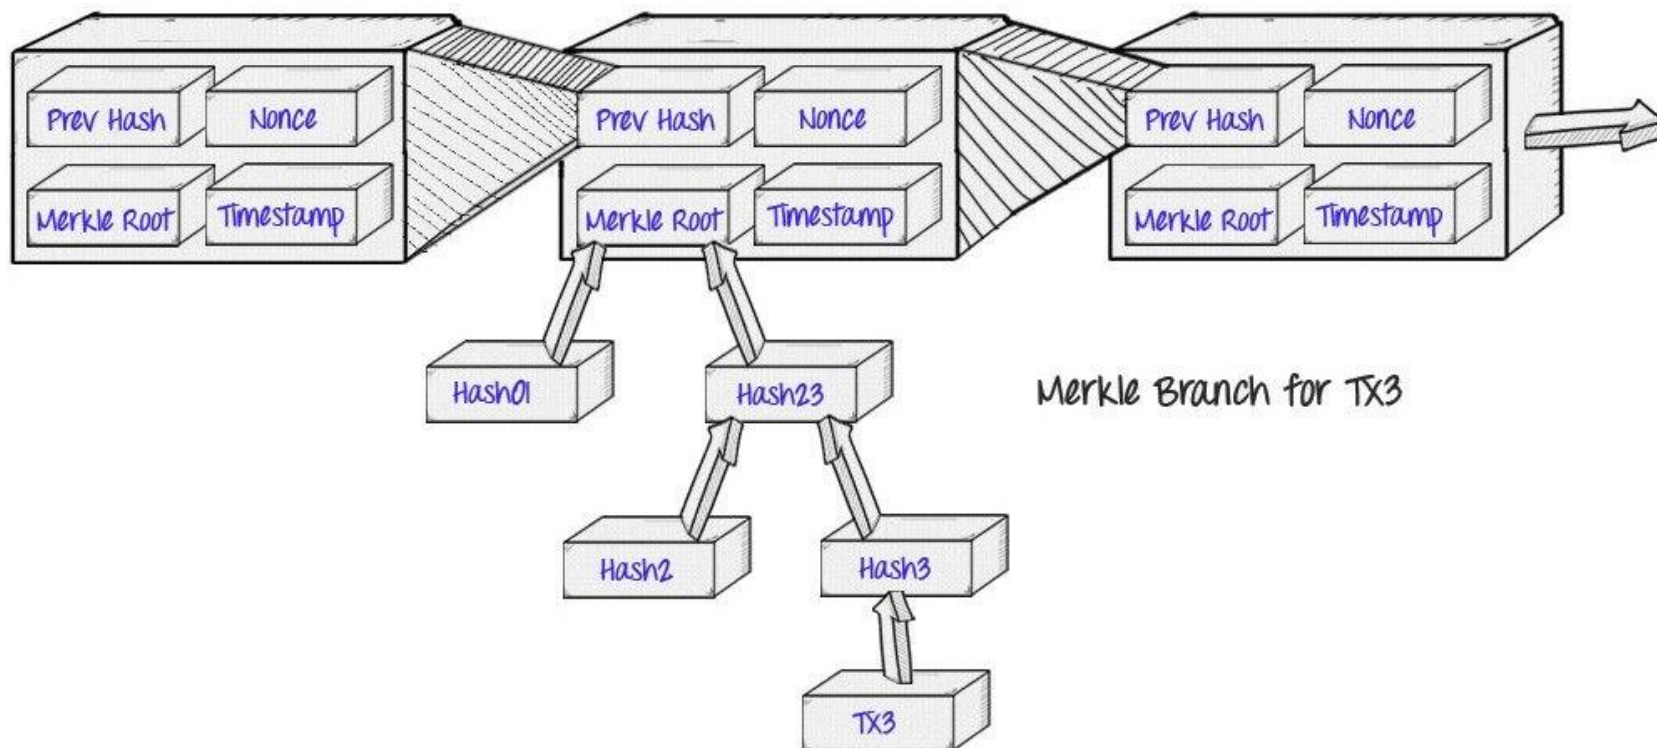 Prev Hash
Nonce
Merkle Root
Timestamp
Prev Hash
Nonce
Merkle Root
Timestamp
Prev Hash
Nonce
Merkle Root
Timestamp
Hash01
Hash23
Merkle Branch for TX3
Hash2
Hash3
TX3